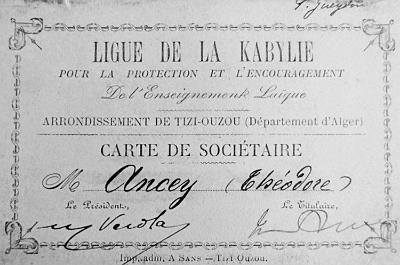 LIGUE DE LA KABYLIE
POUR LA PROTECTION ET L'ENCOURAGEMENT
De l'Enseignement Laïque
ARRONDISSEMENT DE TIZI-OUZOU (Département d'Alger)
CARTE DE SOCIÉTAIRE
M Ancey (Théodore)
Le Président, Le Titulaire,
Imp. adm. A SANS — TIZI-OUZOU.